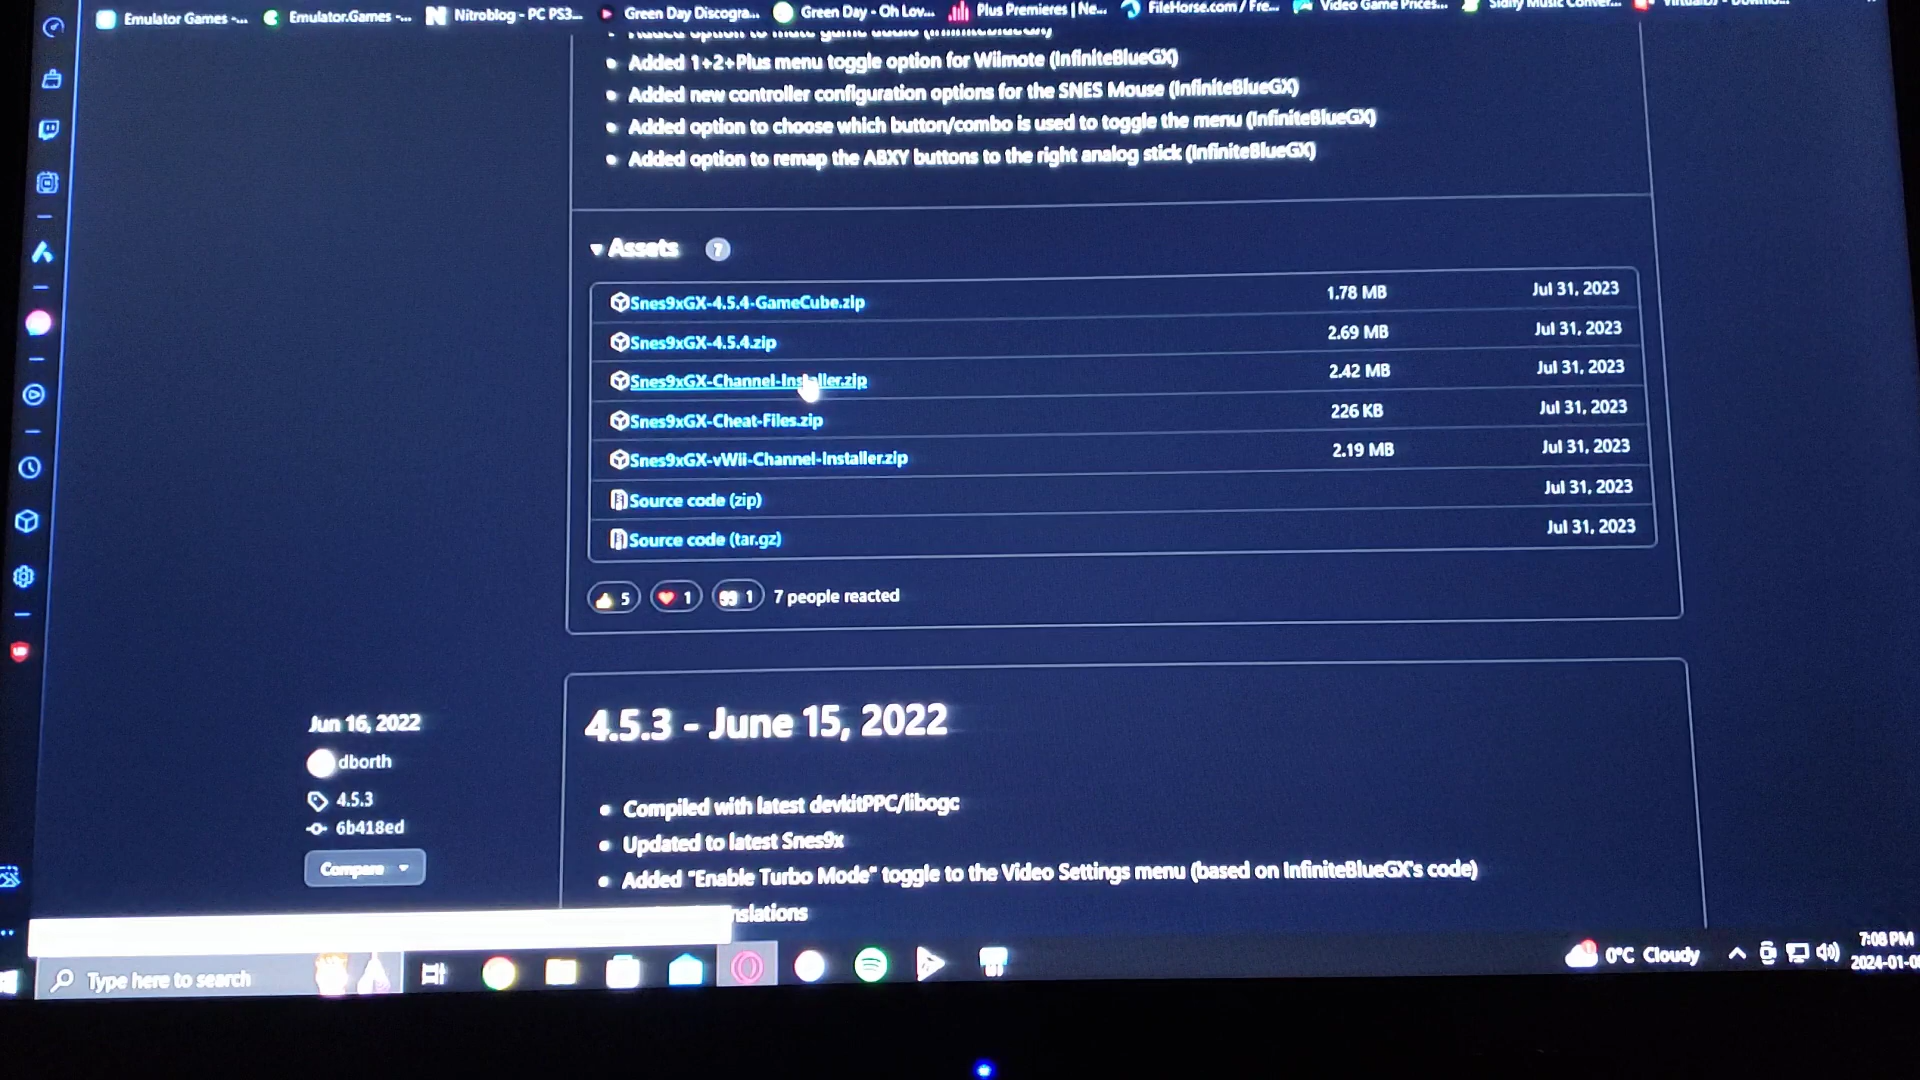 Emulator Games -...
Emulator.Games -...
Nitroblog - PC PS3...
Green Day Discogra...
Green Day - Oh Lov...
Plus Premieres | Ne...
FileHorse.com / Fre...
Video Game Prices...
Added option to mute game audio (InfiniteBlueGX)
Added 1+2+Plus menu toggle option for Wiimote (InfiniteBlueGX)
Added new controller configuration options for the SNES Mouse (InfiniteBlueGX)
Added option to choose which button/combo is used to toggle the menu (InfiniteBlueGX)
Added option to remap the ABXY buttons to the right analog stick (InfiniteBlueGX)
Assets ?
Snes9xGX-4.5.4-GameCube.zip 1.78 MB Jul 31, 2023
Snes9xGX-4.5.4.zip 2.69 MB Jul 31, 2023
Snes9xGX-Channel-Installer.zip 2.42 MB Jul 31, 2023
Snes9xGX-Cheat-Files.zip 226 KB Jul 31, 2023
Snes9xGX-vWii-Channel-Installer.zip 2.19 MB Jul 31, 2023
Source code (zip) Jul 31, 2023
Source code (tar.gz) Jul 31, 2023
5 1 1 7 people reacted
Jun 16, 2022
dborth
4.5.3
6b418ed
Compare
4.5.3 - June 15, 2022
Compiled with latest devkitPPC/libogc
Updated to latest Snes9x
Added "Enable Turbo Mode" toggle to the Video Settings menu (based on InfiniteBlueGX's code)
nslations
Type here to search
0°C Cloudy
7:08 PM
2024-01-0